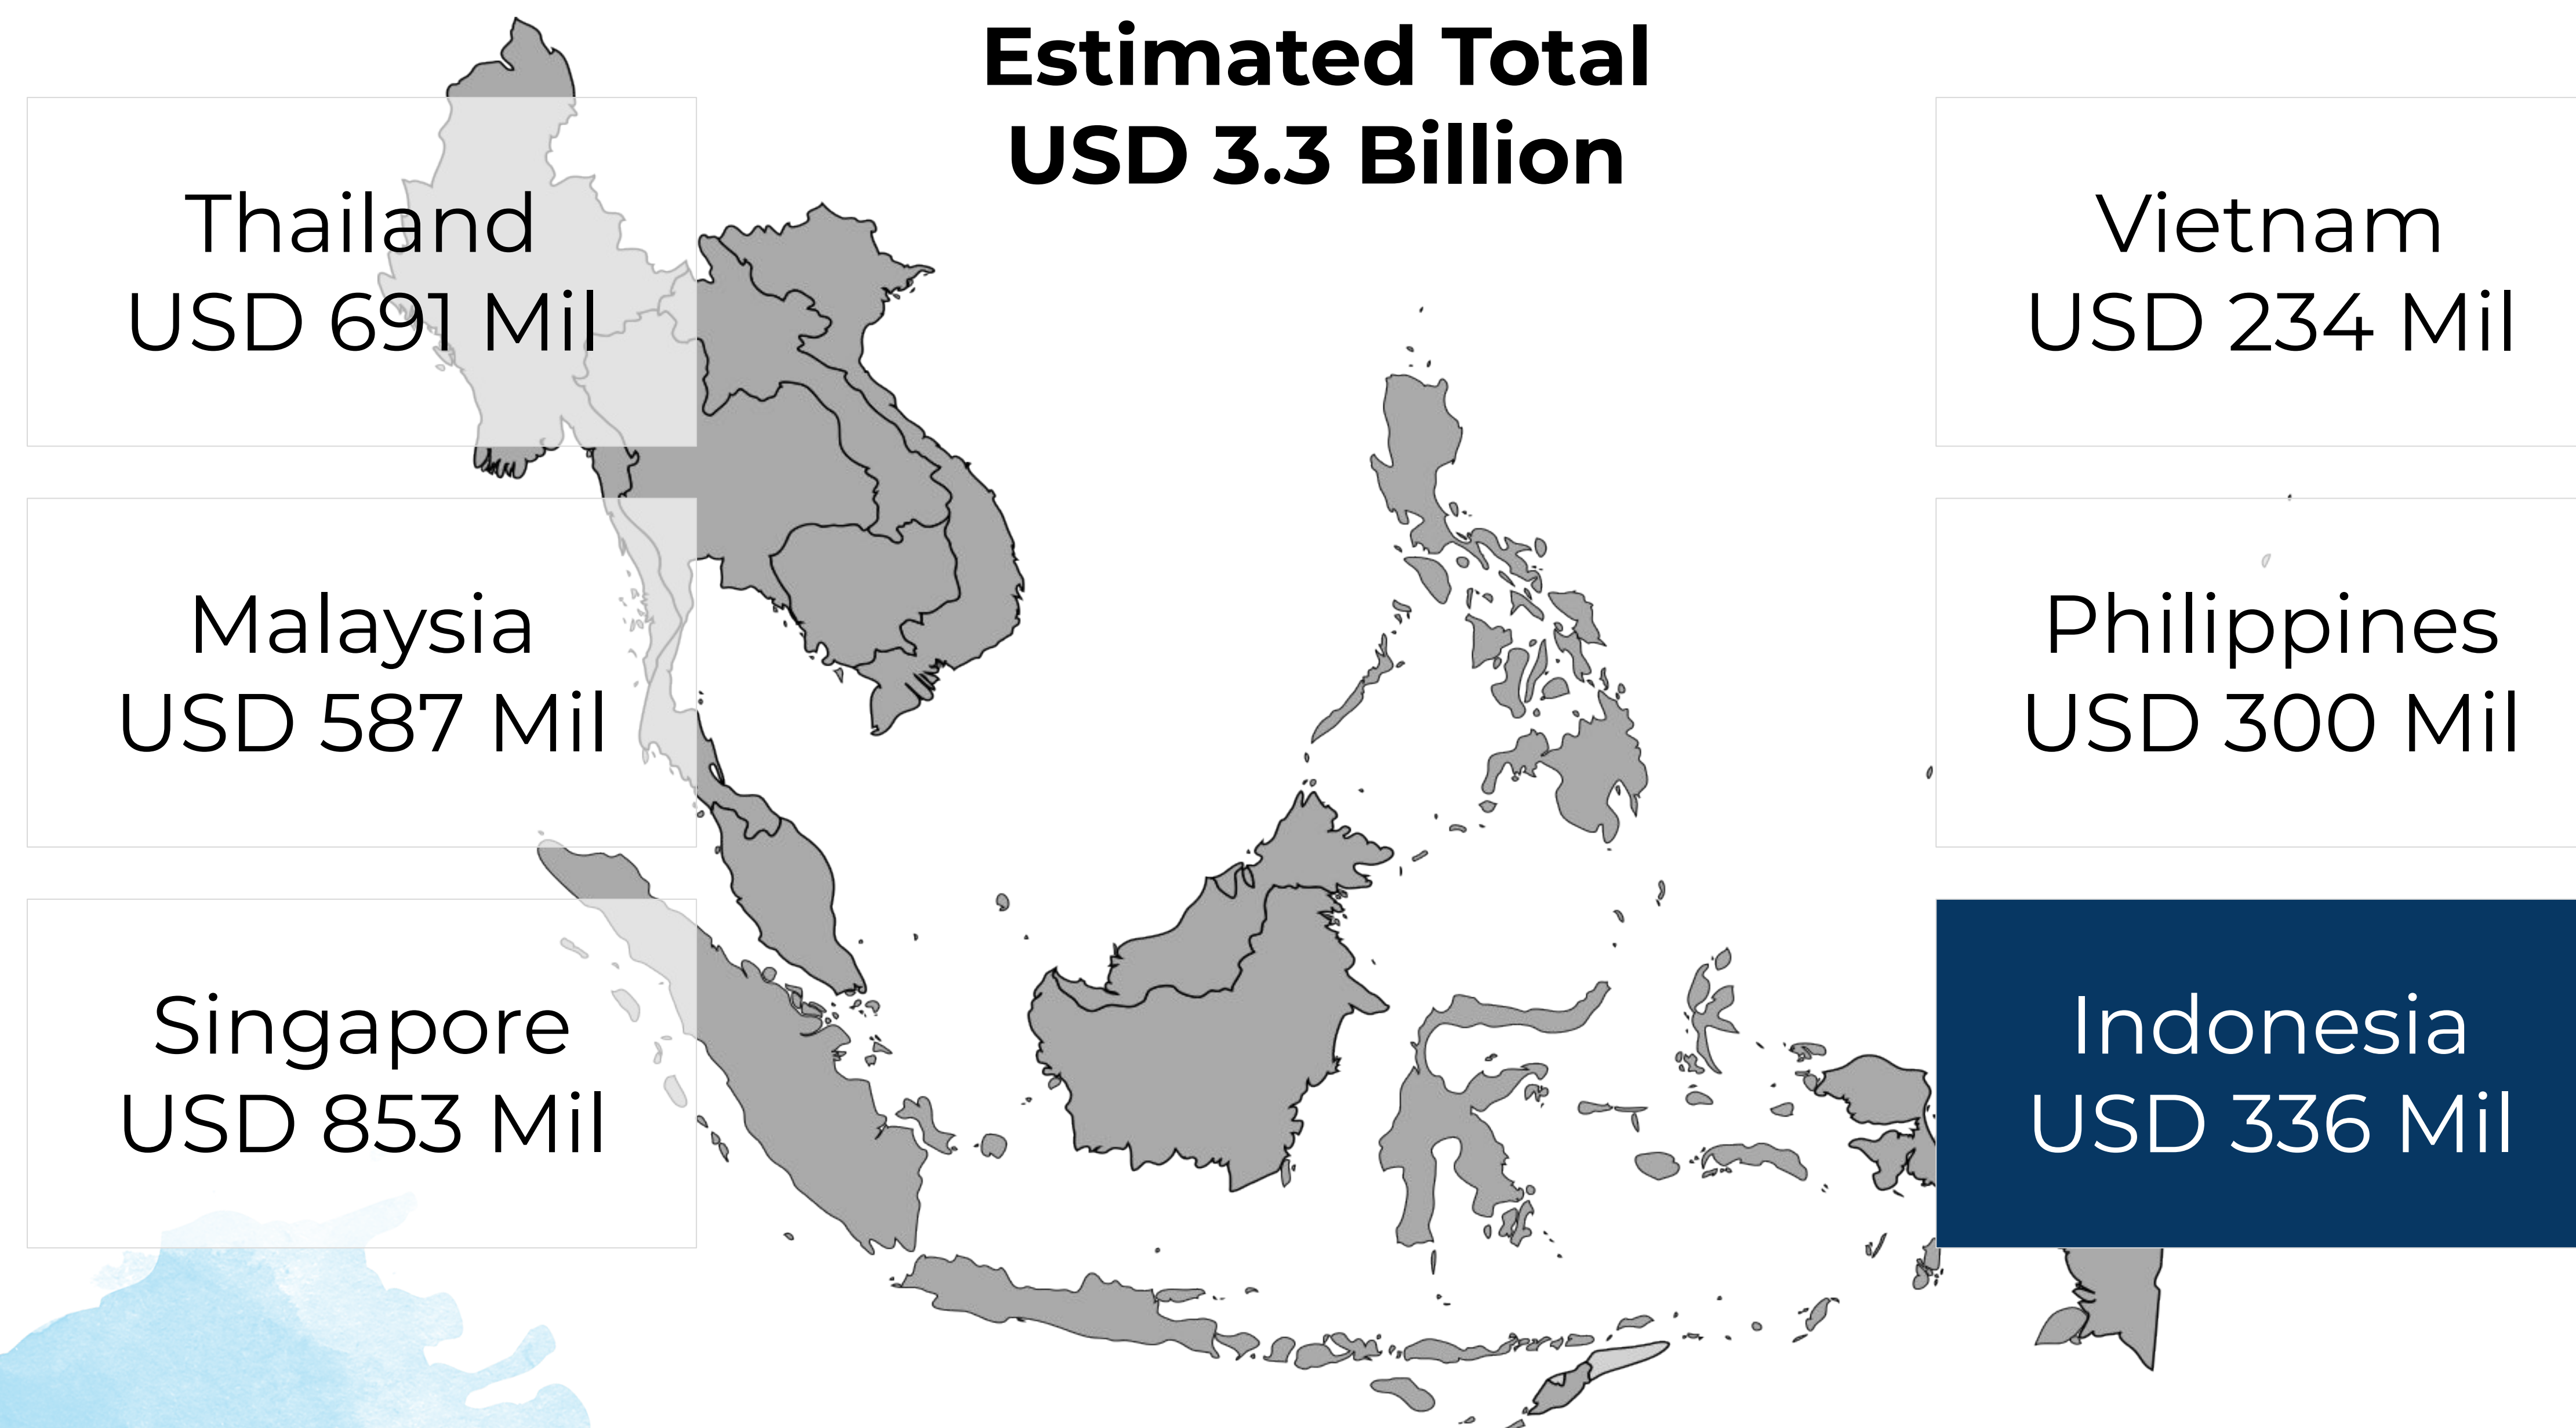 Estimated Total
USD 3.3 Billion
Thailand
USD 691 Mil
Malaysia
USD 587 Mil
Singapore
USD 853 Mil
Vietnam
USD 234 Mil
Philippines
USD 300 Mil
Indonesia
USD 336 Mil